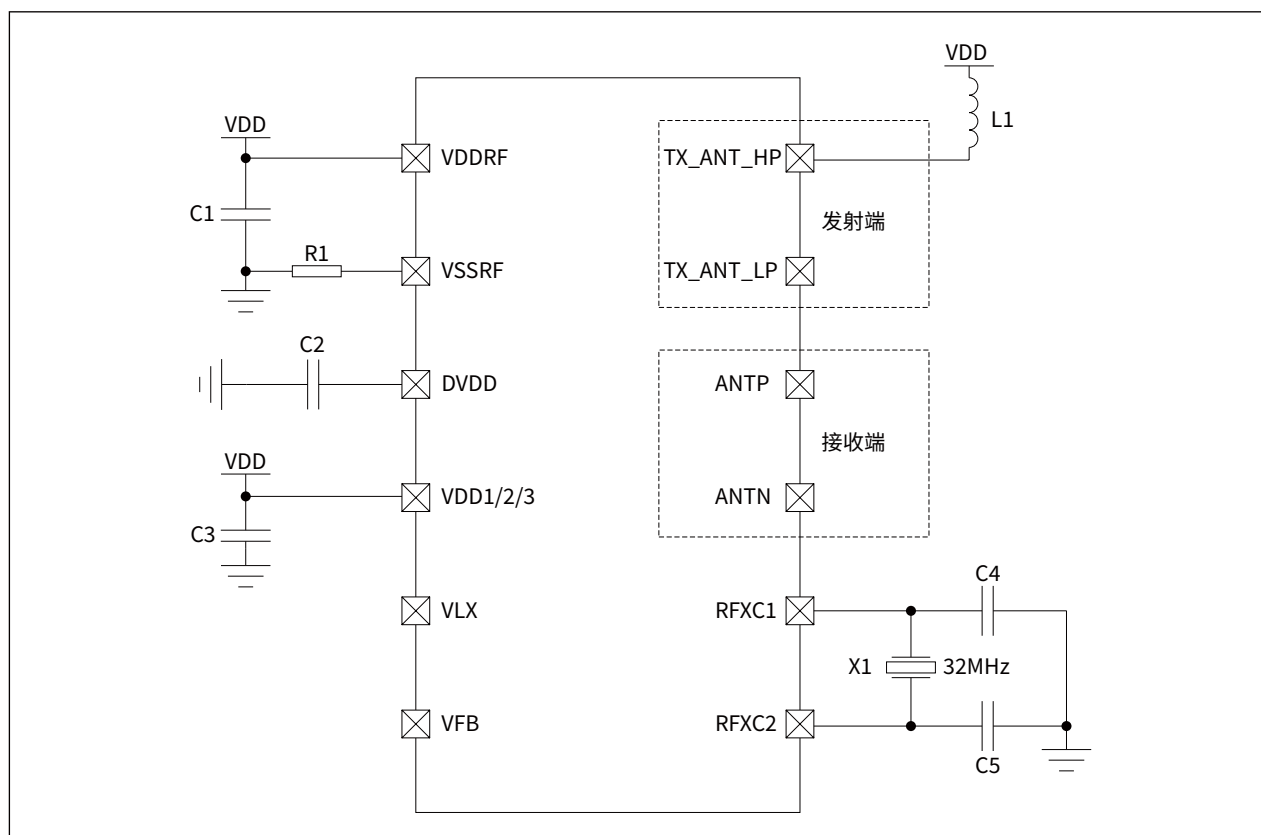 VDD
L1
VDD
VDDRF
TX_ANT_HP
C1
发射端
R1
VSSRF
TX_ANT_LP
C2
DVDD
ANTP
接收端
VDD
VDD1/2/3
ANTN
C3
C4
VLX
RFXC1
X1
32MHz
VFB
RFXC2
C5